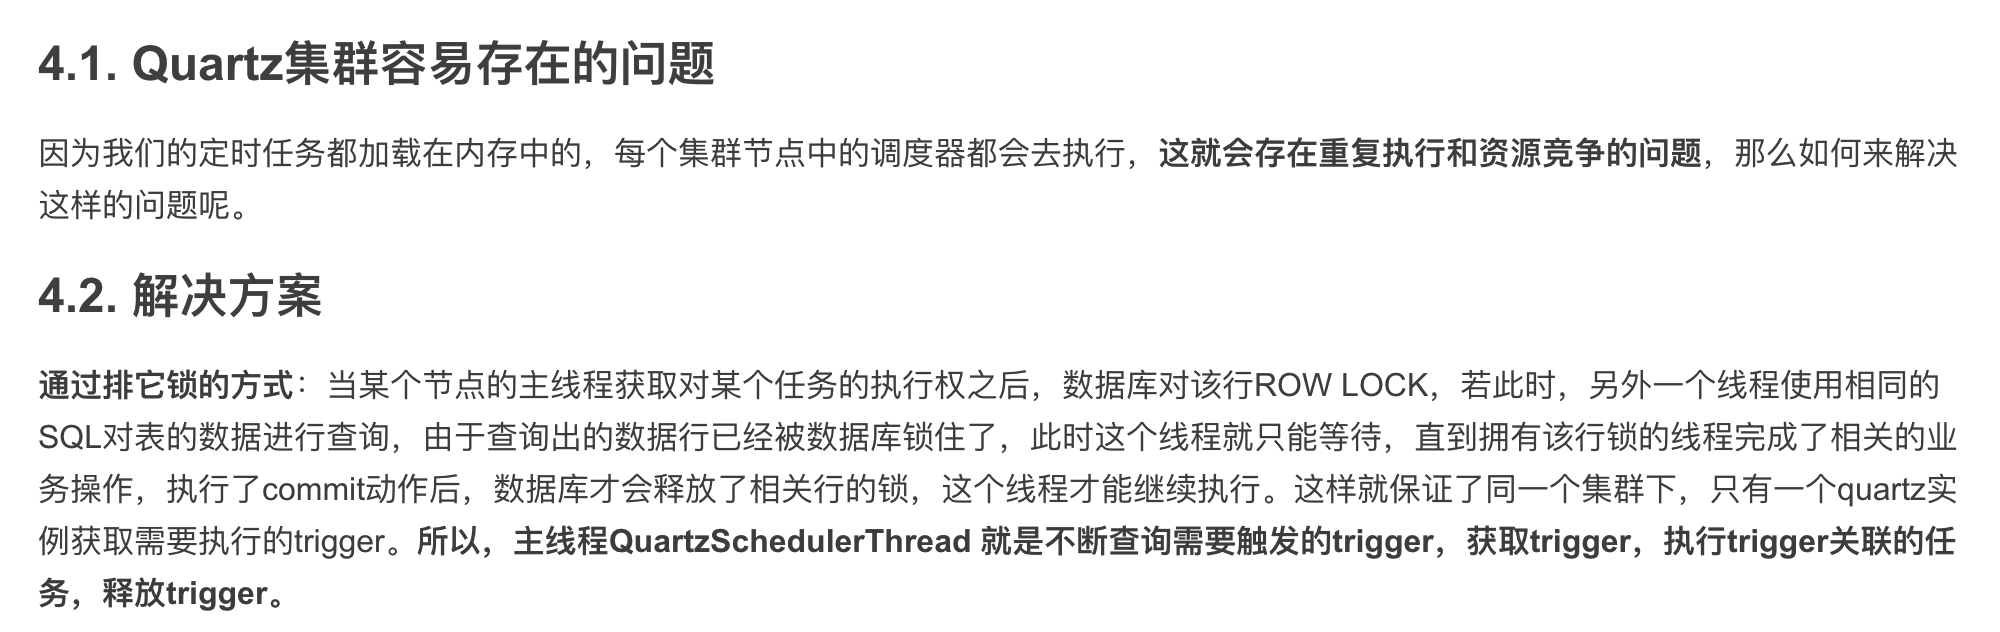 4.1. Quartz集群容易存在的问题
因为我们的定时任务都加载在内存中的，每个集群节点中的调度器都会去执行，这就会存在重复执行和资源竞争的问题，那么如何来解决
这样的问题呢。
4.2. 解决方案
通过排它锁的方式：当某个节点的主线程获取对某个任务的执行权之后，数据库对该行ROW LOCK，若此时，另外一个线程使用相同的
SQL对表的数据进行查询，由于查询出的数据行已经被数据库锁住了，此时这个线程就只能等待，直到拥有该行锁的线程完成了相关的业
务操作，执行了commit动作后，数据库才会释放了相关行的锁，这个线程才能继续执行。这样就保证了同一个集群下，只有一个quartz实
例获取需要执行的trigger。所以，主线程QuartzSchedulerThread 就是不断查询需要触发的trigger，获取trigger，执行trigger关联的任
务，释放trigger。